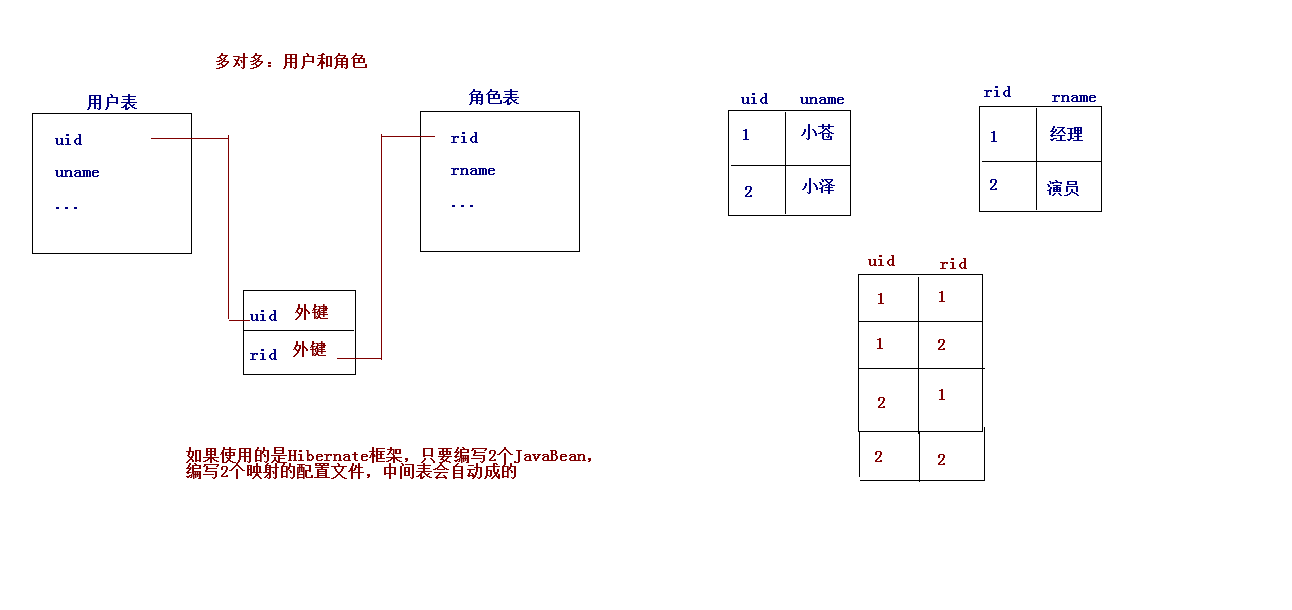 多对多：用户和角色
用户表
uid
uname
...
角色表
rid
rname
...
uid 外键
rid 外键
如果使用的是Hibernate框架，只要编写2个JavaBean，
编写2个映射的配置文件，中间表会自动成的
uid uname
1 小苍
2 小泽
rid rname
1 经理
2 演员
uid rid
1 1
1 2
2 1
2 2